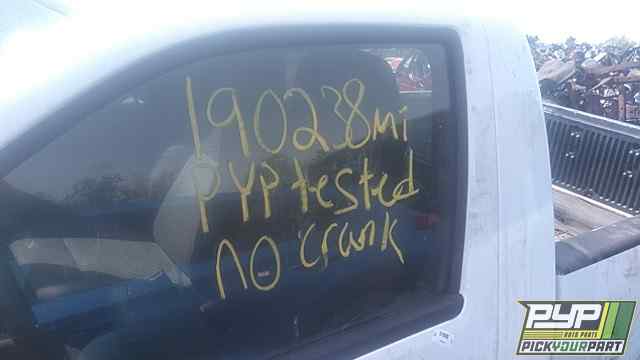 190238mi
PYP tested
no crank
PYP
AUTO PARTS
PICKYOURPART